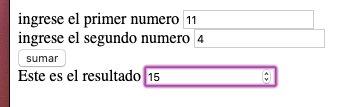 ingrese el primer numero 11
ingrese el segundo numero 4
sumar
Este es el resultado 15